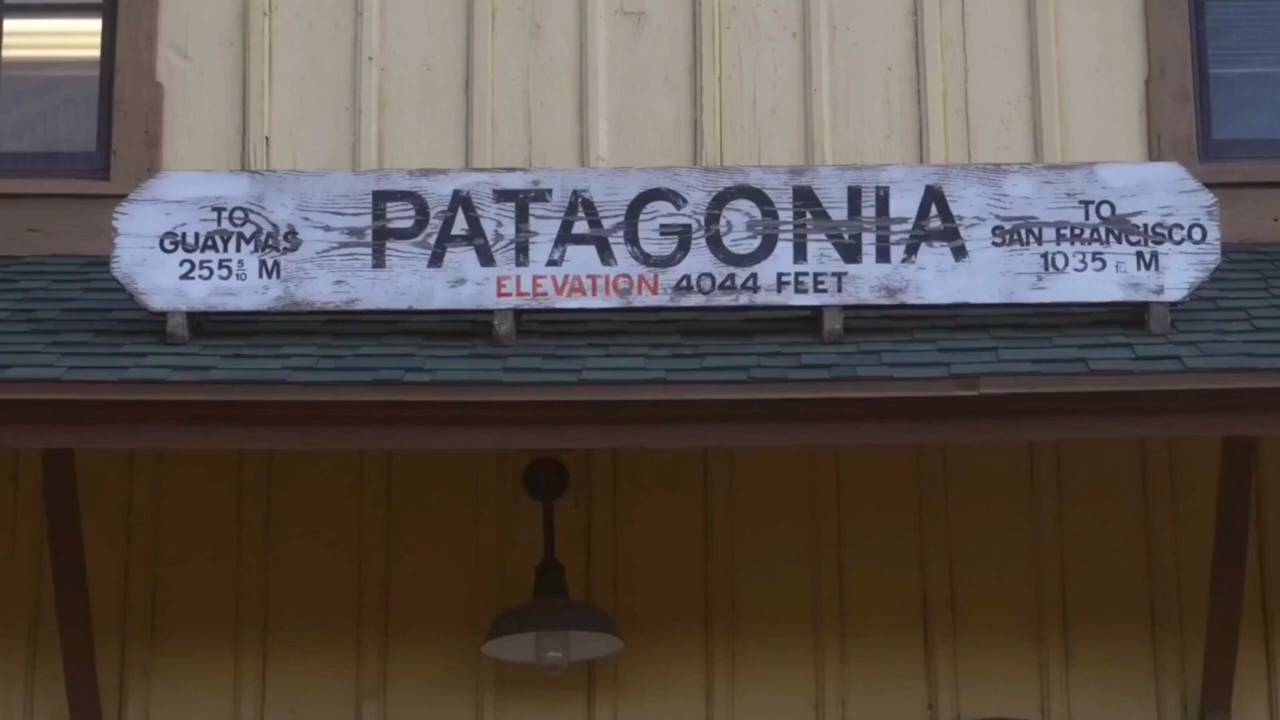 PATAGONIA
ELEVATION 4044 FEET
TO
GUAYMAS
255 5/10 M
TO
SAN FRANCISCO
1035 M